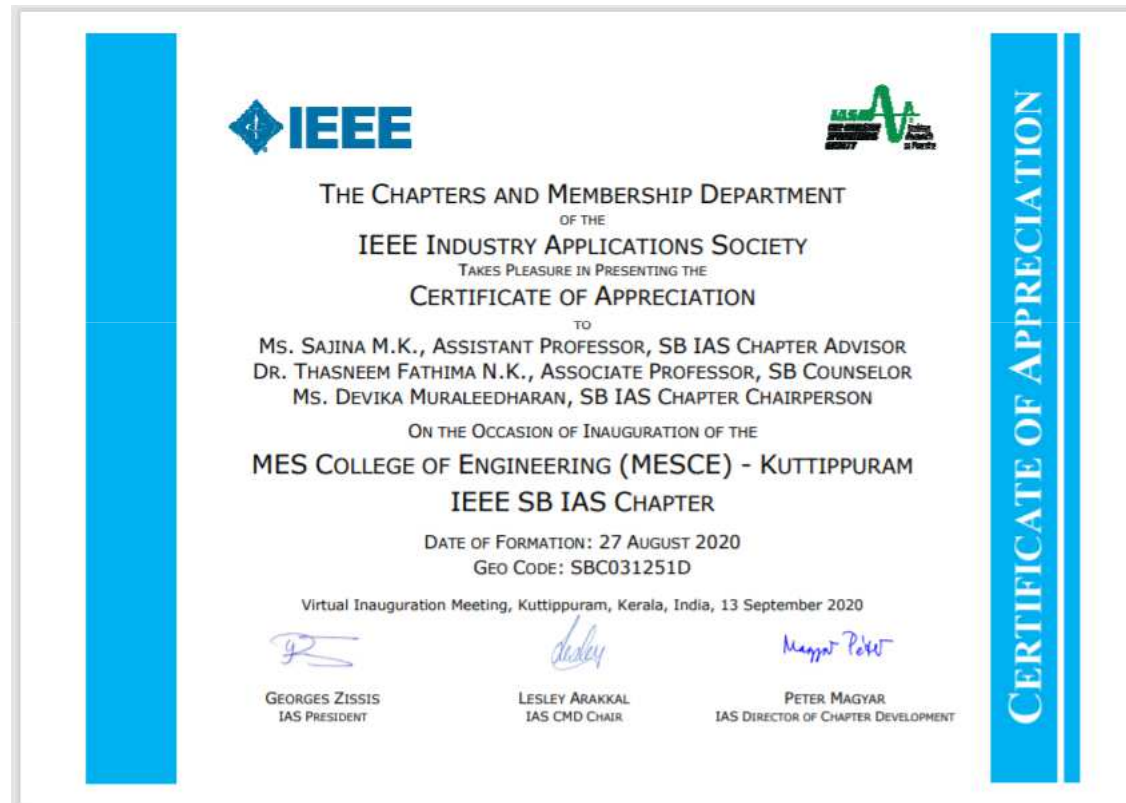 IEEE
THE CHAPTERS AND MEMBERSHIP DEPARTMENT
OF THE
IEEE INDUSTRY APPLICATIONS SOCIETY
TAKES PLEASURE IN PRESENTING THE
CERTIFICATE OF APPRECIATION
TO
MS. SAJINA M.K., ASSISTANT PROFESSOR, SB IAS CHAPTER ADVISOR
DR. THASNEEM FATHIMA N.K., ASSOCIATE PROFESSOR, SB COUNSELOR
MS. DEVIKA MURALEEDHARAN, SB IAS CHAPTER CHAIRPERSON
ON THE OCCASION OF INAUGURATION OF THE
MES COLLEGE OF ENGINEERING (MESCE) - KUTTIPPURAM
IEEE SB IAS CHAPTER
DATE OF FORMATION: 27 AUGUST 2020
GEO CODE: SBC031251D
Virtual Inauguration Meeting, Kuttippuram, Kerala, India, 13 September 2020
Lesley
Magyar Péter
GEORGES ZISSIS
LESLEY ARAKKAL
PETER MAGYAR
IAS PRESIDENT
IAS CMD CHAIR
IAS DIRECTOR OF CHAPTER DEVELOPMENT
CERTIFICATE OF APPRECIATION